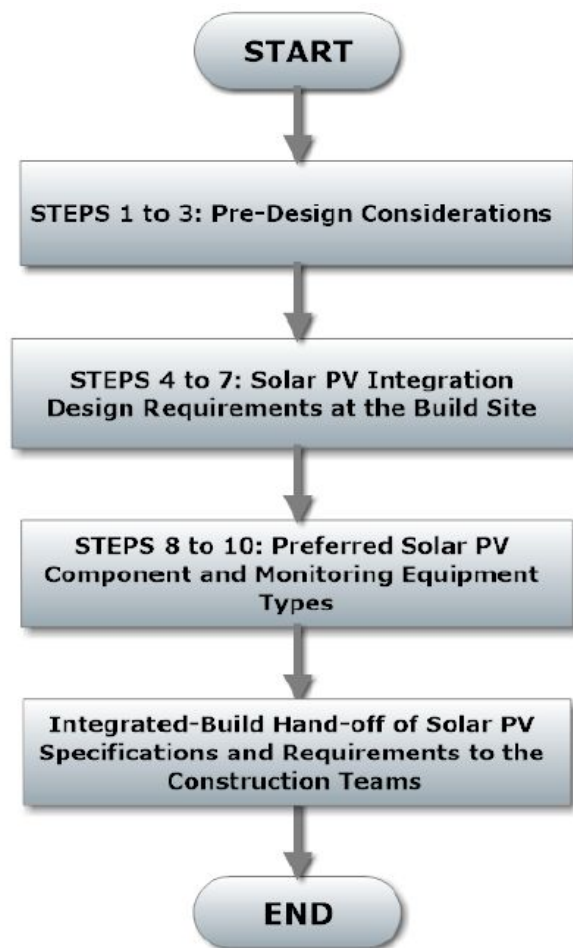 START
STEPS 1 to 3: Pre-Design Considerations
STEPS 4 to 7: Solar PV Integration
Design Requirements at the Build Site
STEPS 8 to 10: Preferred Solar PV
Component and Monitoring Equipment
Types
Integrated-Build Hand-off of Solar PV
Specifications and Requirements to the
Construction Teams
END